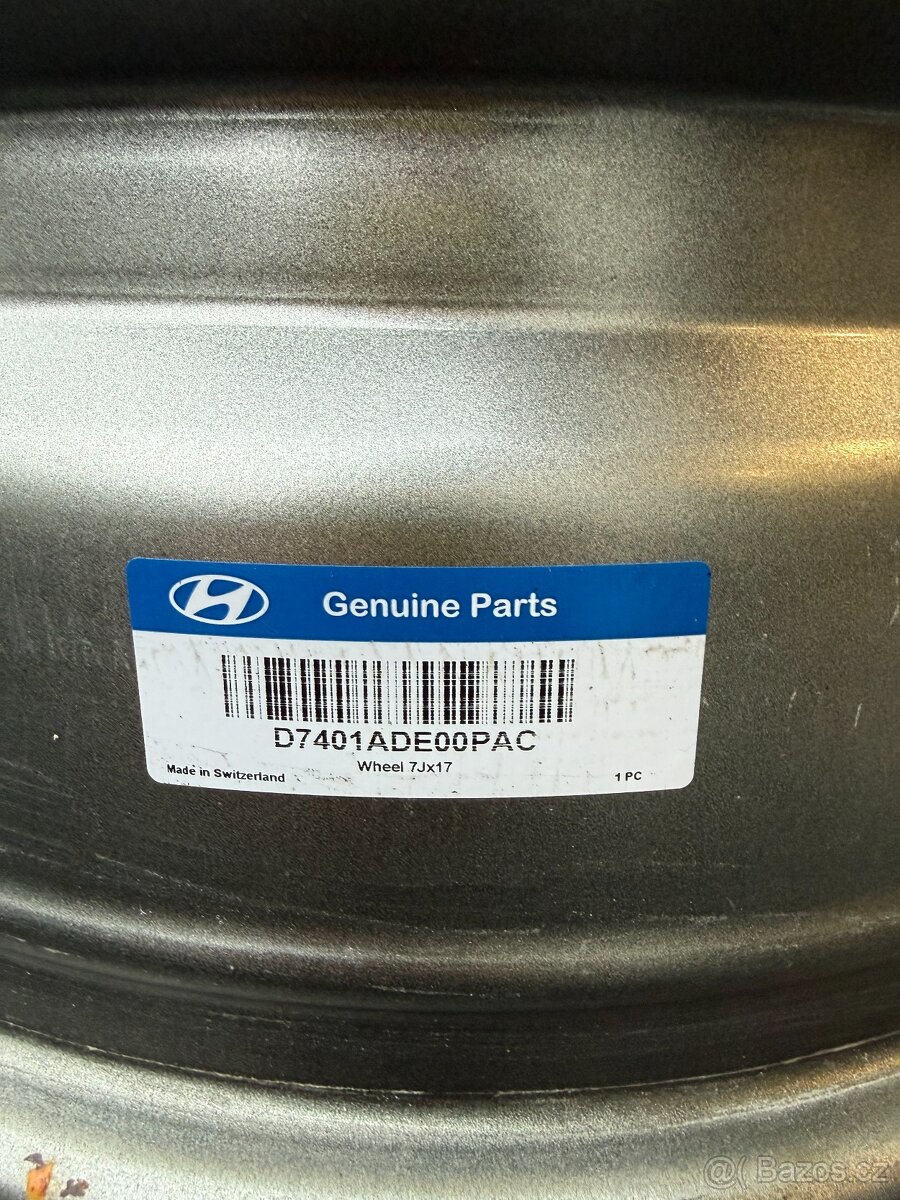 Genuine Parts
D7401ADE00PAC
Wheel 7Jx17
Made in Switzerland
1 PC
@ Bazos.cz